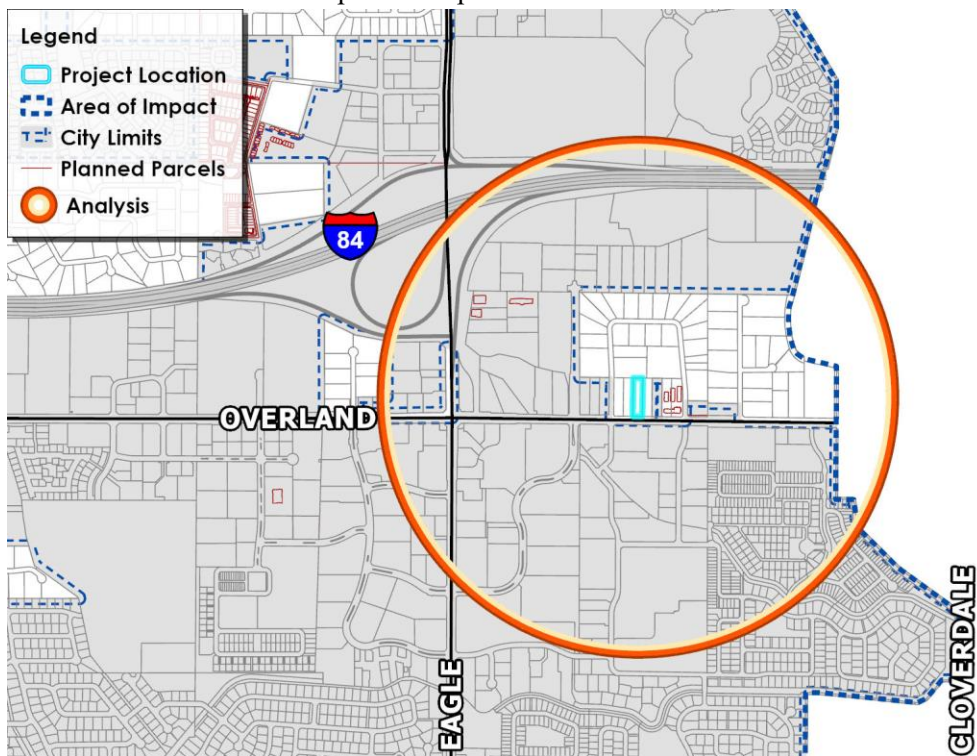 Legend
Project Location
Area of Impact
City Limits
Planned Parcels
Analysis
84
OVERLAND
EAGLE
CLOVERDALE